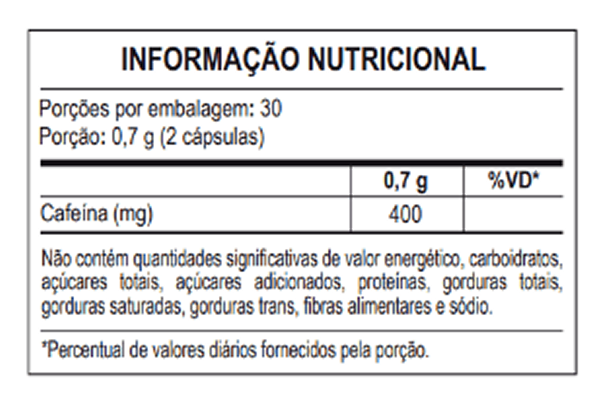 INFORMAÇÃO NUTRICIONAL
Porções por embalagem: 30
Porção: 0,7 g (2 cápsulas)
0,7 g %VD*
Cafeína (mg) 400
Não contém quantidades significativas de valor energético, carboidratos,
açúcares totais, açúcares adicionados, proteínas, gorduras totais,
gorduras saturadas, gorduras trans, fibras alimentares e sódio.
*Percentual de valores diários fornecidos pela porção.